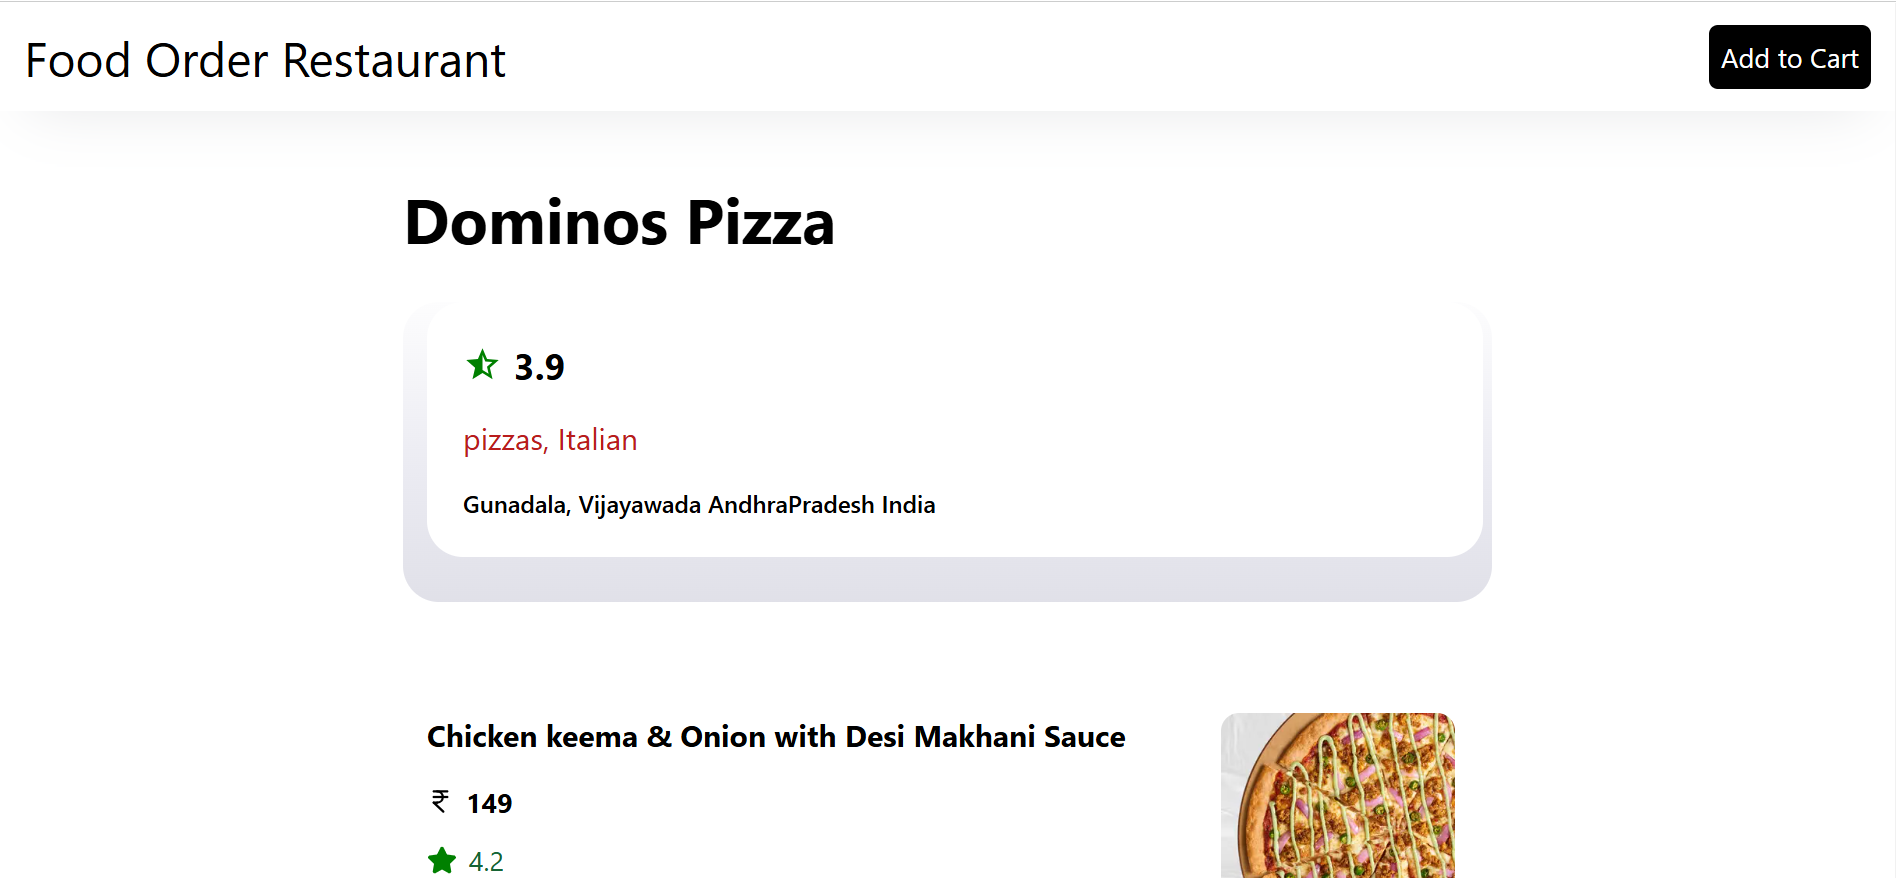 Food Order Restaurant
Add to Cart
Dominos Pizza
3.9
pizzas, Italian
Gunadala, Vijayawada AndhraPradesh India
Chicken keema & Onion with Desi Makhani Sauce
₹ 149
4.2